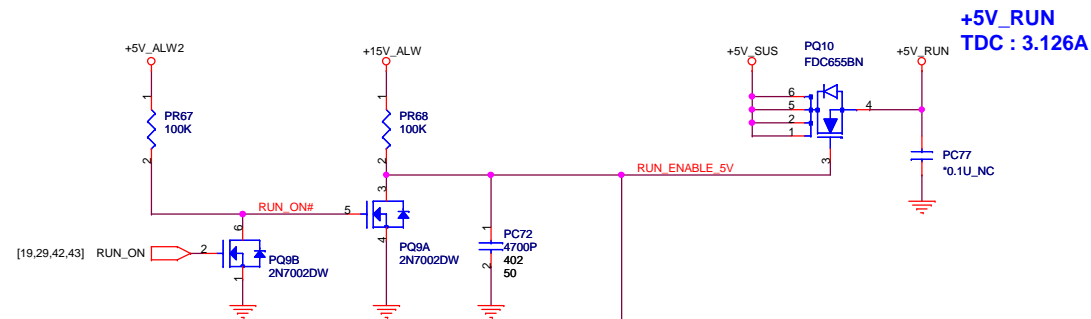 +5V_RUN
TDC : 3.126A
+5V_ALW2
+15V_ALW
+5V_SUS
PQ10
FDC655BN
+5V_RUN
1
PR67
100K
2
1
PR68
100K
2
6
5
2
1
4
3
PC77
*0.1U_NC
RUN_ENABLE_5V
RUN_ON#
5
3
4
PQ9A
2N7002DW
1
PC72
4700P
402
50
2
[19,29,42,43]
RUN_ON
2
6
1
PQ9B
2N7002DW